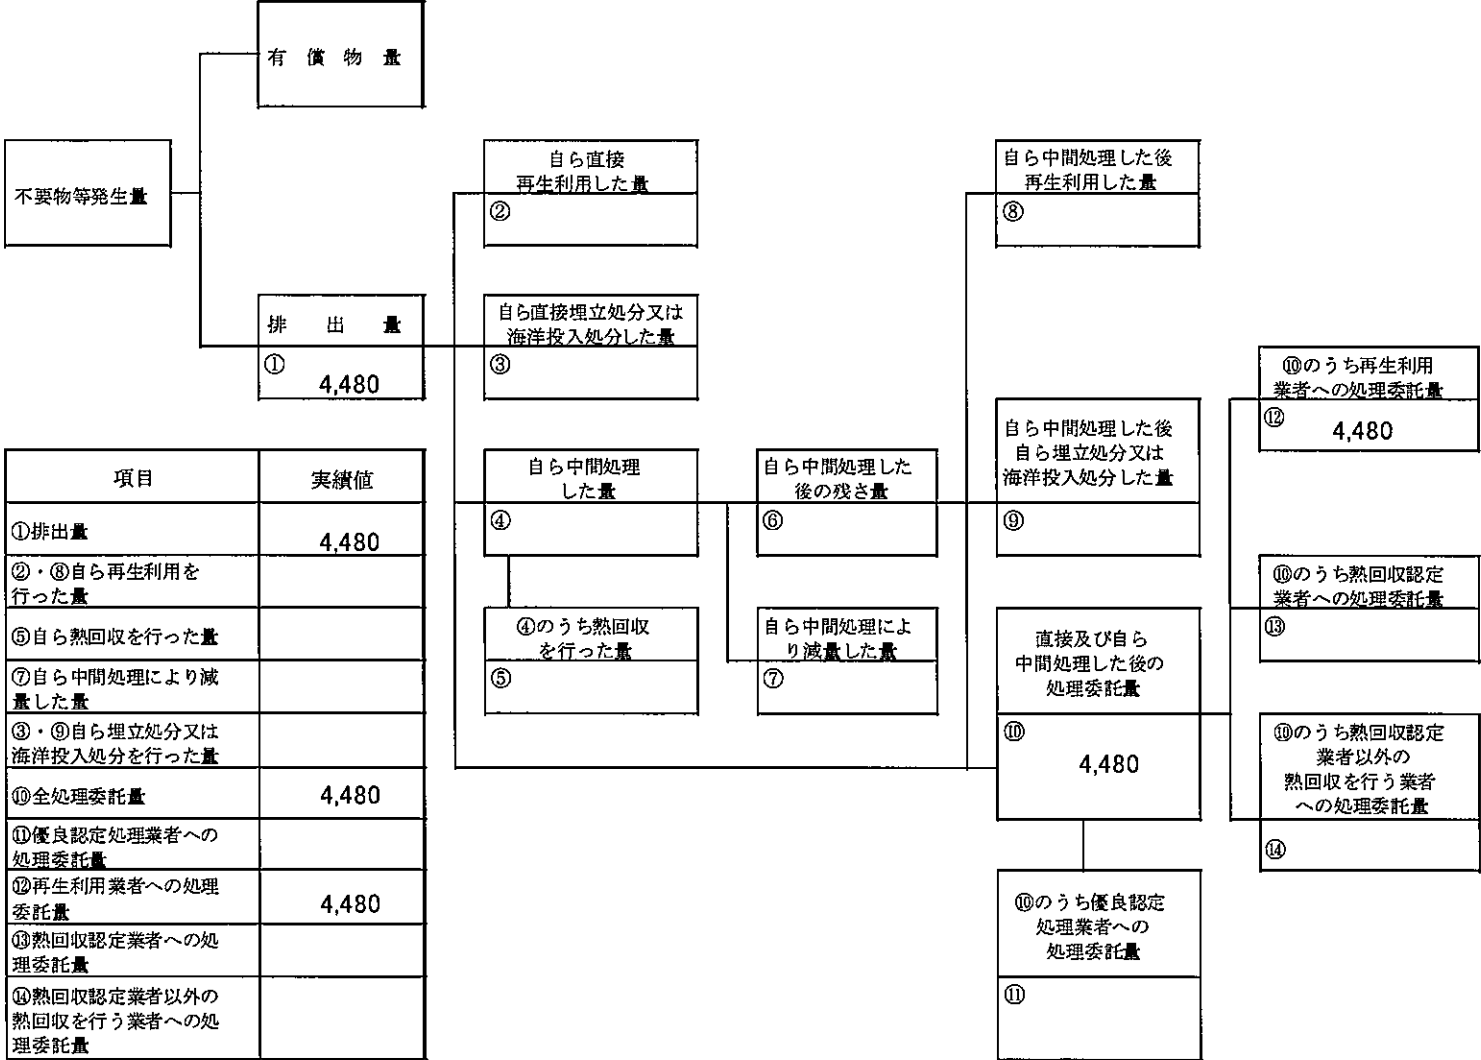 有償物量
不要物等発生量
自ら直接
再生利用した量
②
自ら中間処理した後
再生利用した量
⑧
排出量
①
4,480
自ら直接埋立処分又は
海洋投入処分した量
③
⑩のうち再生利用
業者への処理委託量
⑫
4,480
自ら中間処理した後
自ら埋立処分又は
海洋投入処分した量
⑨
自ら中間処理
した量
④
自ら中間処理した
後の残さ量
⑥
⑩のうち熱回収認定
業者への処理委託量
⑬
④のうち熱回収
を行った量
⑤
自ら中間処理によ
り減量した量
⑦
直接及び自ら
中間処理した後の
処理委託量
⑩
4,480
⑩のうち熱回収認定
業者以外の
熱回収を行う業者
への処理委託量
⑭
⑩のうち優良認定
処理業者への
処理委託量
⑪
項目 実績値
①排出量 4,480
②・⑧自ら再生利用を
行った量
⑤自ら熱回収を行った量
⑦自ら中間処理により減
量した量
③・⑨自ら埋立処分又は
海洋投入処分を行った量
⑩全処理委託量 4,480
⑪優良認定処理業者への
処理委託量
⑫再生利用業者への処理
委託量 4,480
⑬熱回収認定業者への処
理委託量
⑭熱回収認定業者以外の
熱回収を行う業者への処
理委託量